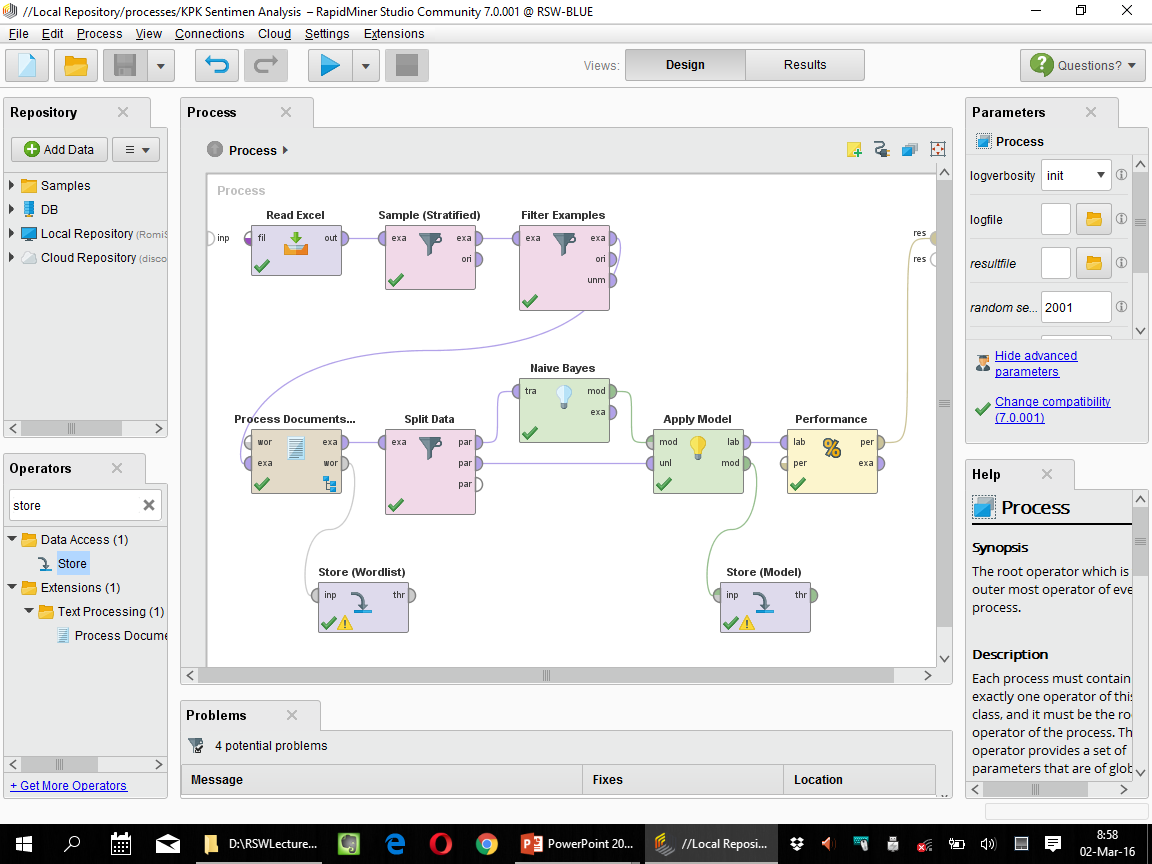 //Local Repository/processes/KPK Sentimen Analysis – RapidMiner Studio Community 7.0.001 @ RSW-BLUE
File Edit Process View Connections Cloud Settings Extensions
Views: Design Results Questions?
Repository
Add Data
Samples
DB
Local Repository (RomiS
Cloud Repository (disco
Operators
store
Data Access (1)
Store
Extensions (1)
Text Processing (1)
Process Docume
+ Get More Operators
Process
Process
Process
Read Excel Sample (Stratified) Filter Examples
inp fil out exa exa exa exa res
ori ori res
unm
Naive Bayes
tra mod
exa
Process Documents... Split Data Apply Model Performance
wor exa exa par mod lab lab per
exa wor par unl mod per exa
par
Store (Wordlist) Store (Model)
inp thr inp thr
Problems
4 potential problems
Message Fixes Location
Parameters
Process
logverbosity init
logfile
resultfile
random se... 2001
Hide advanced
parameters
Change compatibility
(7.0.001)
Help
Process
Synopsis
The root operator which is
outer most operator of eve
process.
Description
Each process must contain
exactly one operator of this
class, and it must be the ro
operator of the process. Th
operator provides a set of
parameters that are of glob
D:\RSWLecture... PowerPoint 20... //Local Reposi... 8:58
02-Mar-16